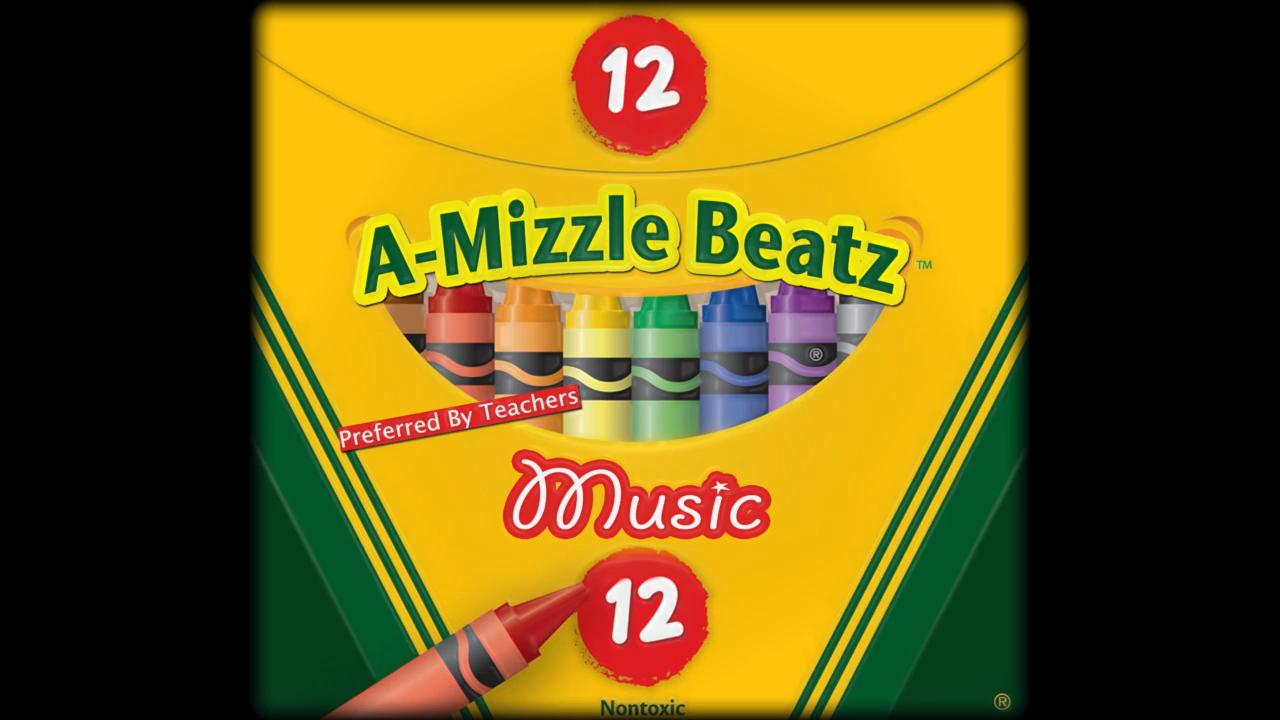 12
A-Mizzle Beatz
™
®
Preferred By Teachers
Music
12
Nontoxic
®